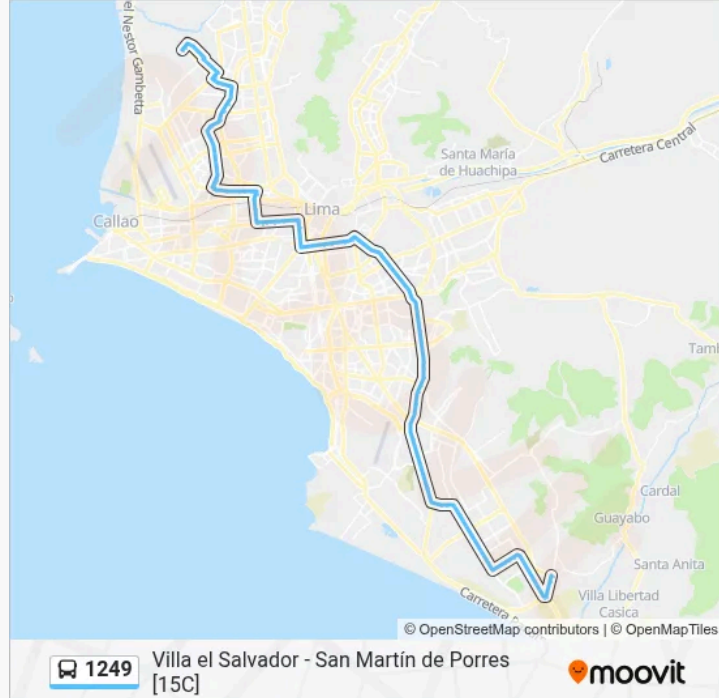 el Nestor Gambetta
Santa María
de Huachipa
Carretera Central
Lima
Callao
Tamb
Cardal
Guayabo
Santa Anita
Villa Libertad
Casica
Carretera P
© OpenStreetMap contributors | © OpenMapTiles
1249
Villa el Salvador - San Martín de Porres
[15C]
moovit